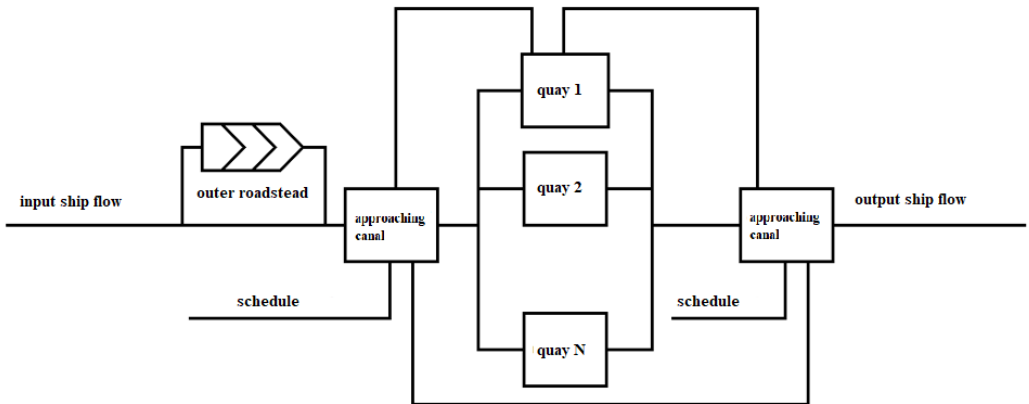 quay 1
quay 2
outer roadstead
input ship flow
approaching
canal
approaching
canal
output ship flow
schedule
schedule
quay N